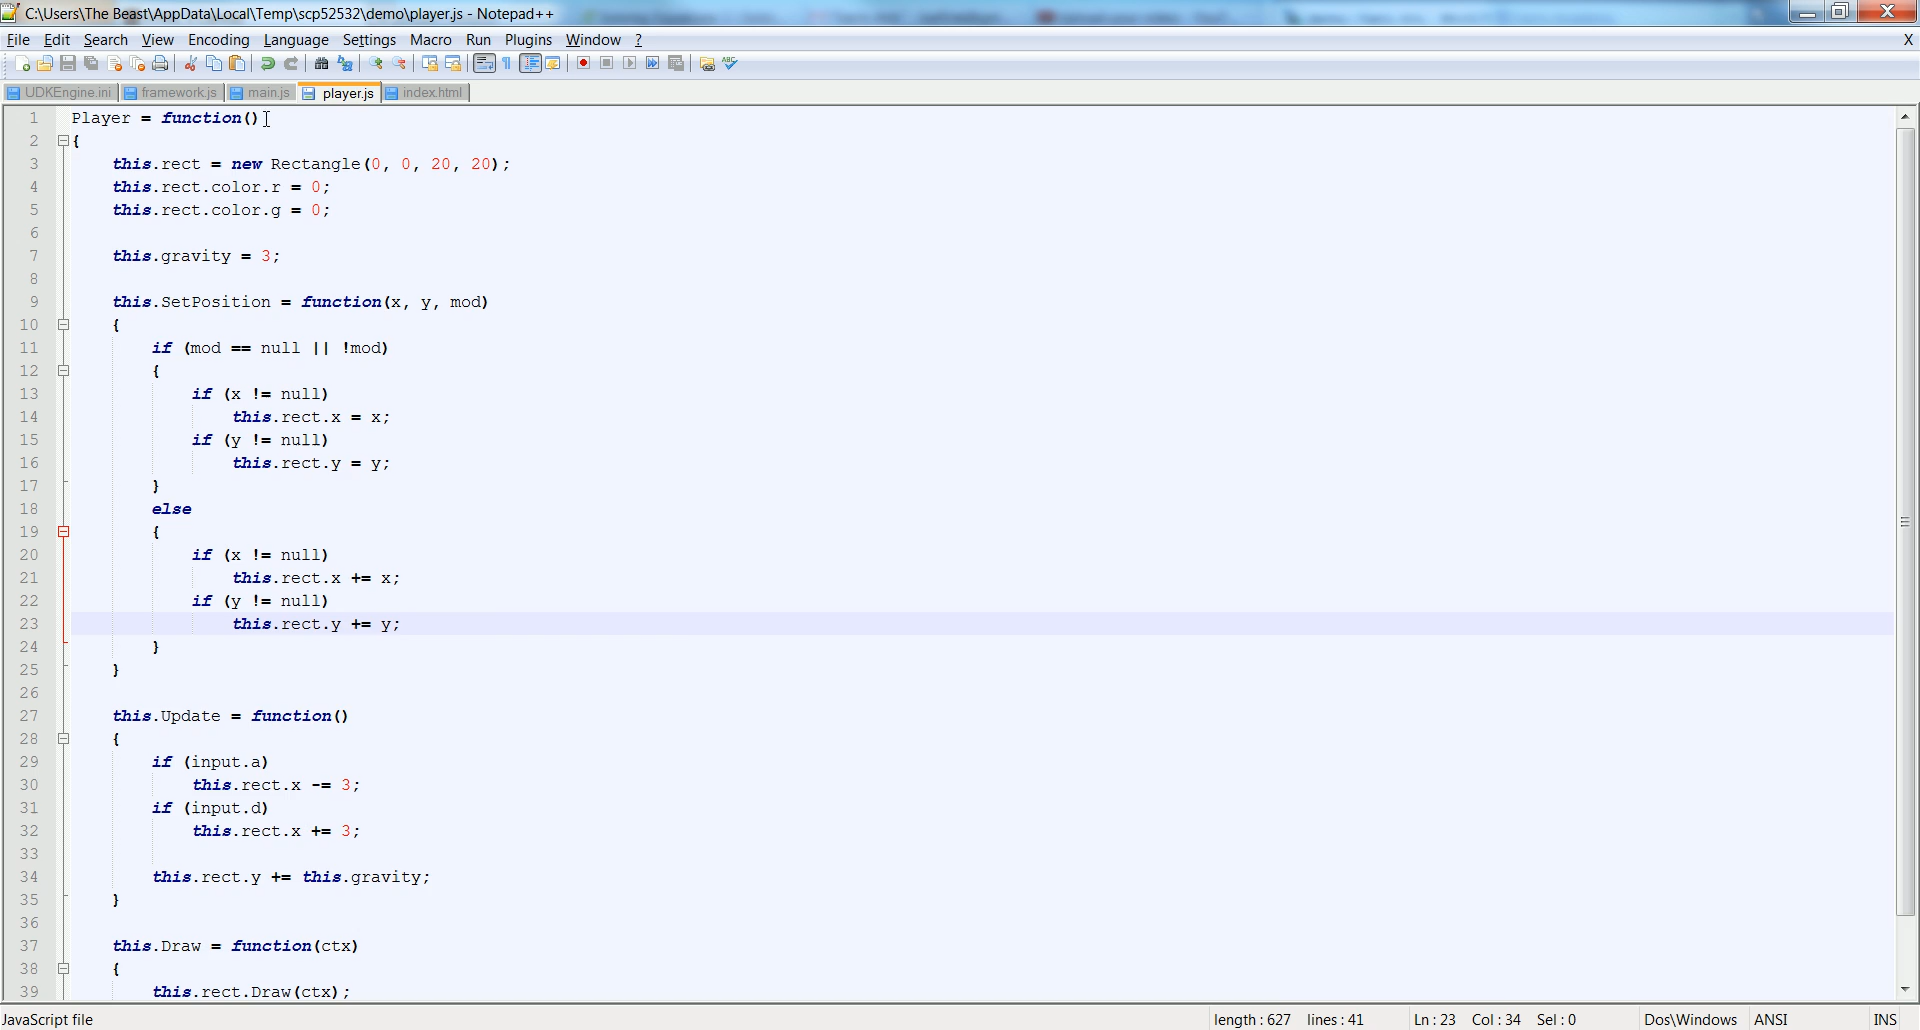 C:\Users\The Beast\AppData\Local\Temp\scp52532\demo\player.js - Notepad++
File Edit Search View Encoding Language Settings Macro Run Plugins Window ? X
UDKEngine.ini framework.js main.js player.js index.html
1 Player = function()
2 {
3 this.rect = new Rectangle(0, 0, 20, 20);
4 this.rect.color.r = 0;
5 this.rect.color.g = 0;
6
7 this.gravity = 3;
8
9 this.SetPosition = function(x, y, mod)
10 {
11 if (mod == null || !mod)
12 {
13 if (x != null)
14 this.rect.x = x;
15 if (y != null)
16 this.rect.y = y;
17 }
18 else
19 {
20 if (x != null)
21 this.rect.x += x;
22 if (y != null)
23 this.rect.y += y;
24 }
25 }
26
27 this.Update = function()
28 {
29 if (input.a)
30 this.rect.x -= 3;
31 if (input.d)
32 this.rect.x += 3;
33
34 this.rect.y += this.gravity;
35 }
36
37 this.Draw = function(ctx)
38 {
39 this.rect.Draw(ctx);
JavaScript file length : 627 lines : 41 Ln : 23 Col : 34 Sel : 0 Dos\Windows ANSI INS